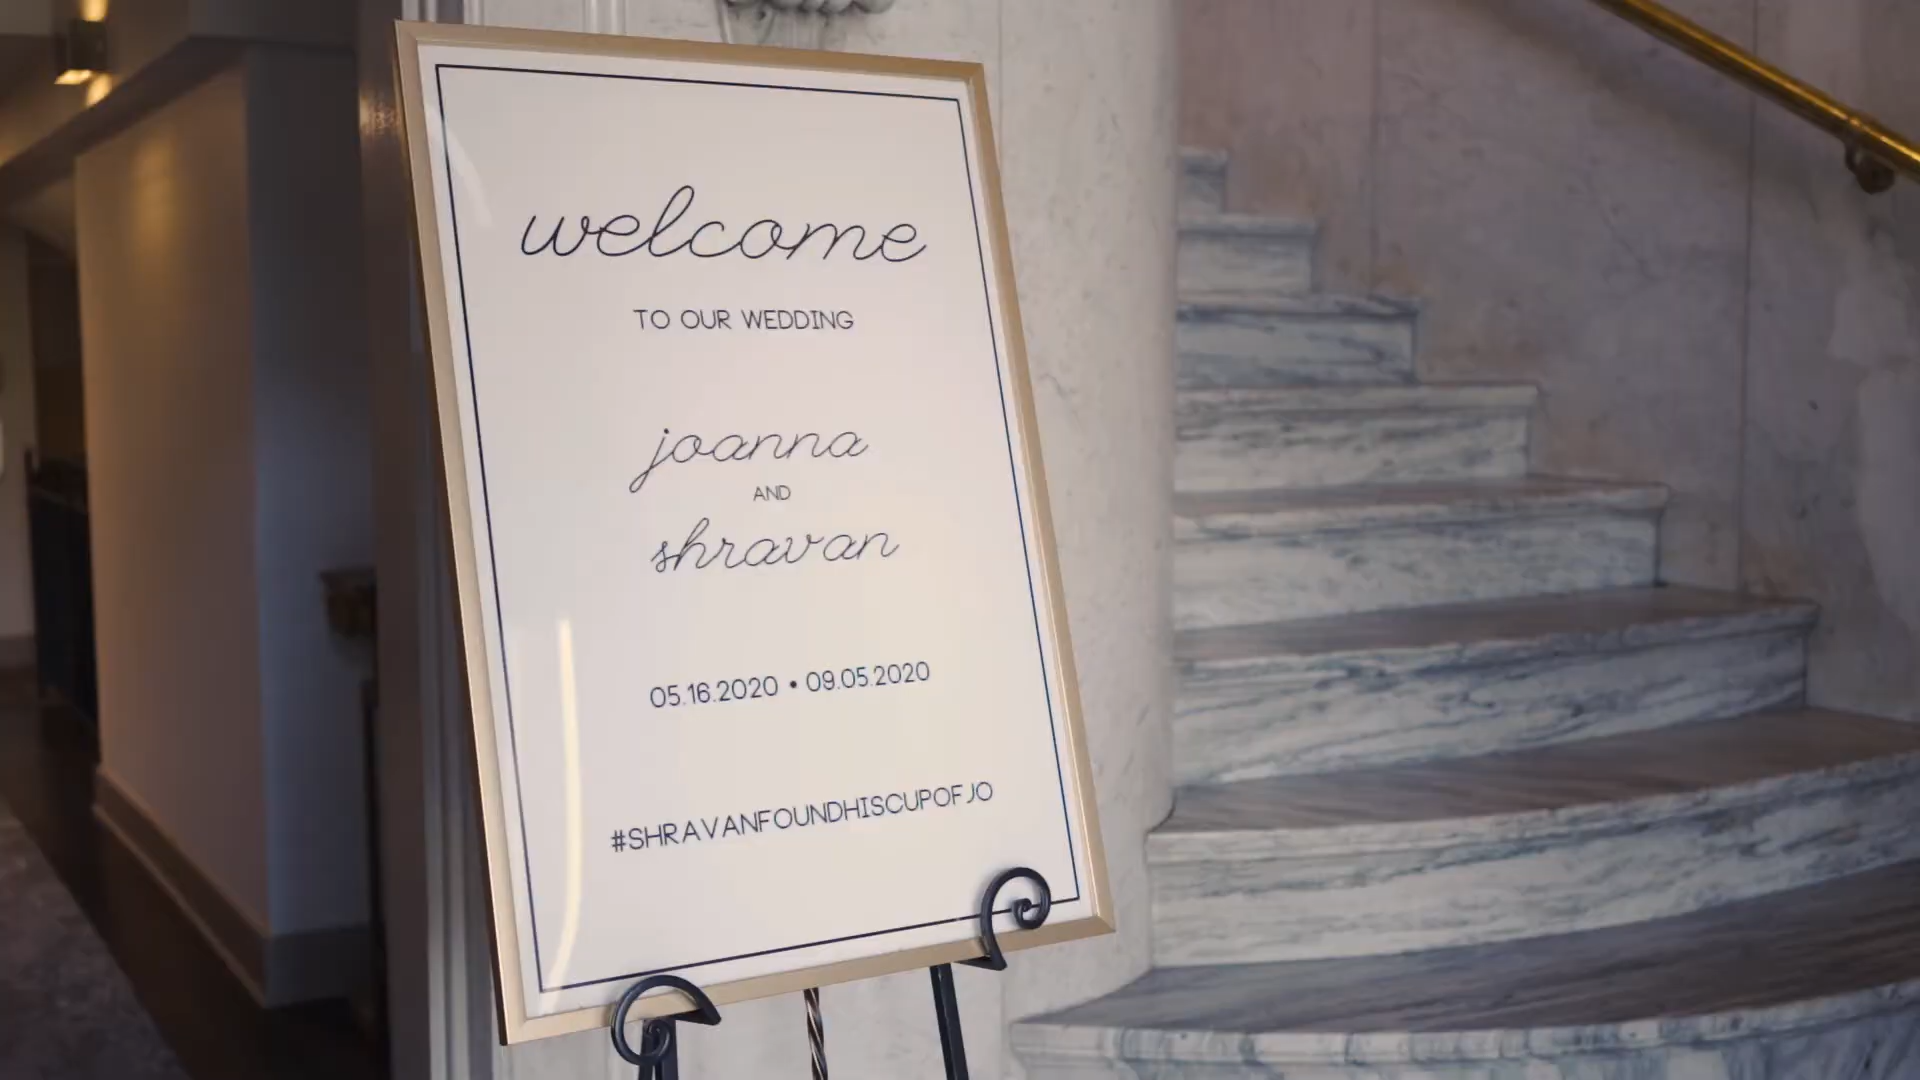 welcome
TO OUR WEDDING
joanna
AND
shravan
05.16.2020 • 09.05.2020
#SHRAVANFOUNDHISCUPOFJO